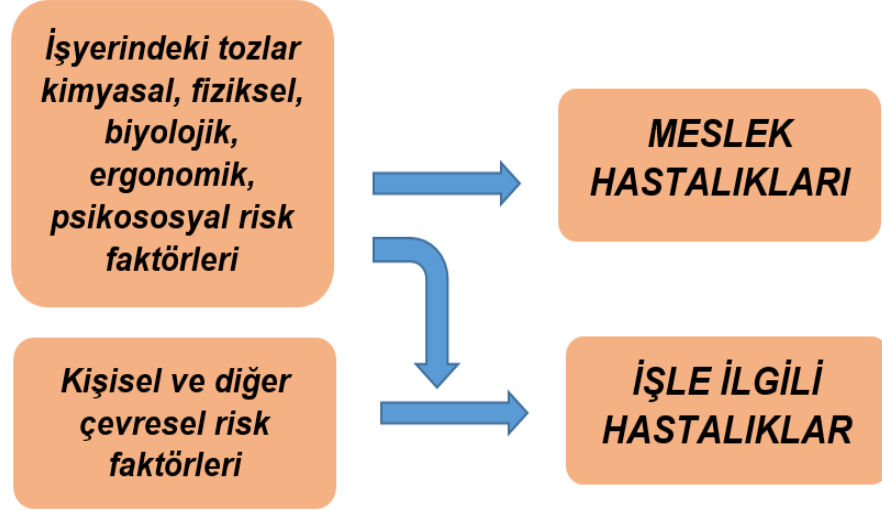 İşyerindeki tozlar
kimyasal, fiziksel,
biyolojik,
ergonomik,
psikososyal risk
faktörleri
MESLEK
HASTALIKLARI
Kişisel ve diğer
çevresel risk
faktörleri
İŞLE İLGİLİ
HASTALIKLAR